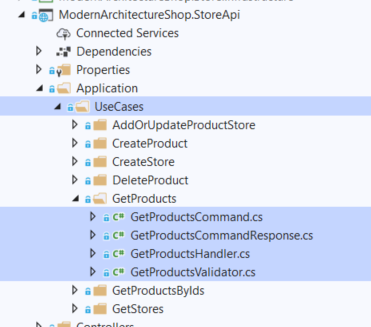 ModernArchitectureShop.StoreApi
Connected Services
Dependencies
Properties
Application
UseCases
AddOrUpdateProductStore
CreateProduct
CreateStore
DeleteProduct
GetProducts
C# GetProductsCommand.cs
C# GetProductsCommandResponse.cs
C# GetProductsHandler.cs
C# GetProductsValidator.cs
GetProductsByIds
GetStores
Controllers